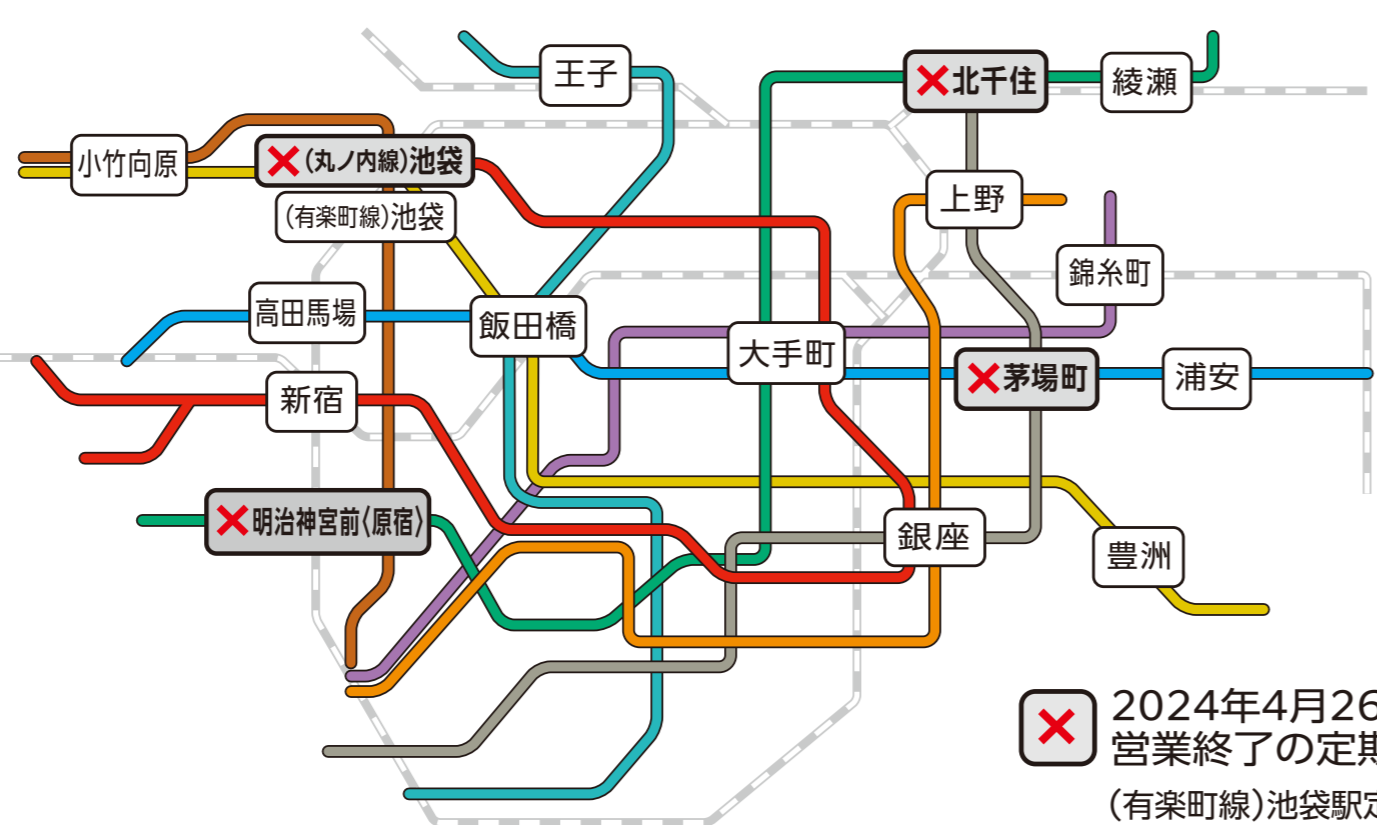 王子
北千住
綾瀬
小竹向原
(丸ノ内線)池袋
(有楽町線)池袋
上野
錦糸町
高田馬場
飯田橋
大手町
茅場町
浦安
新宿
明治神宮前〈原宿〉
銀座
豊洲
2024年4月26
営業終了の定期
(有楽町線)池袋駅定